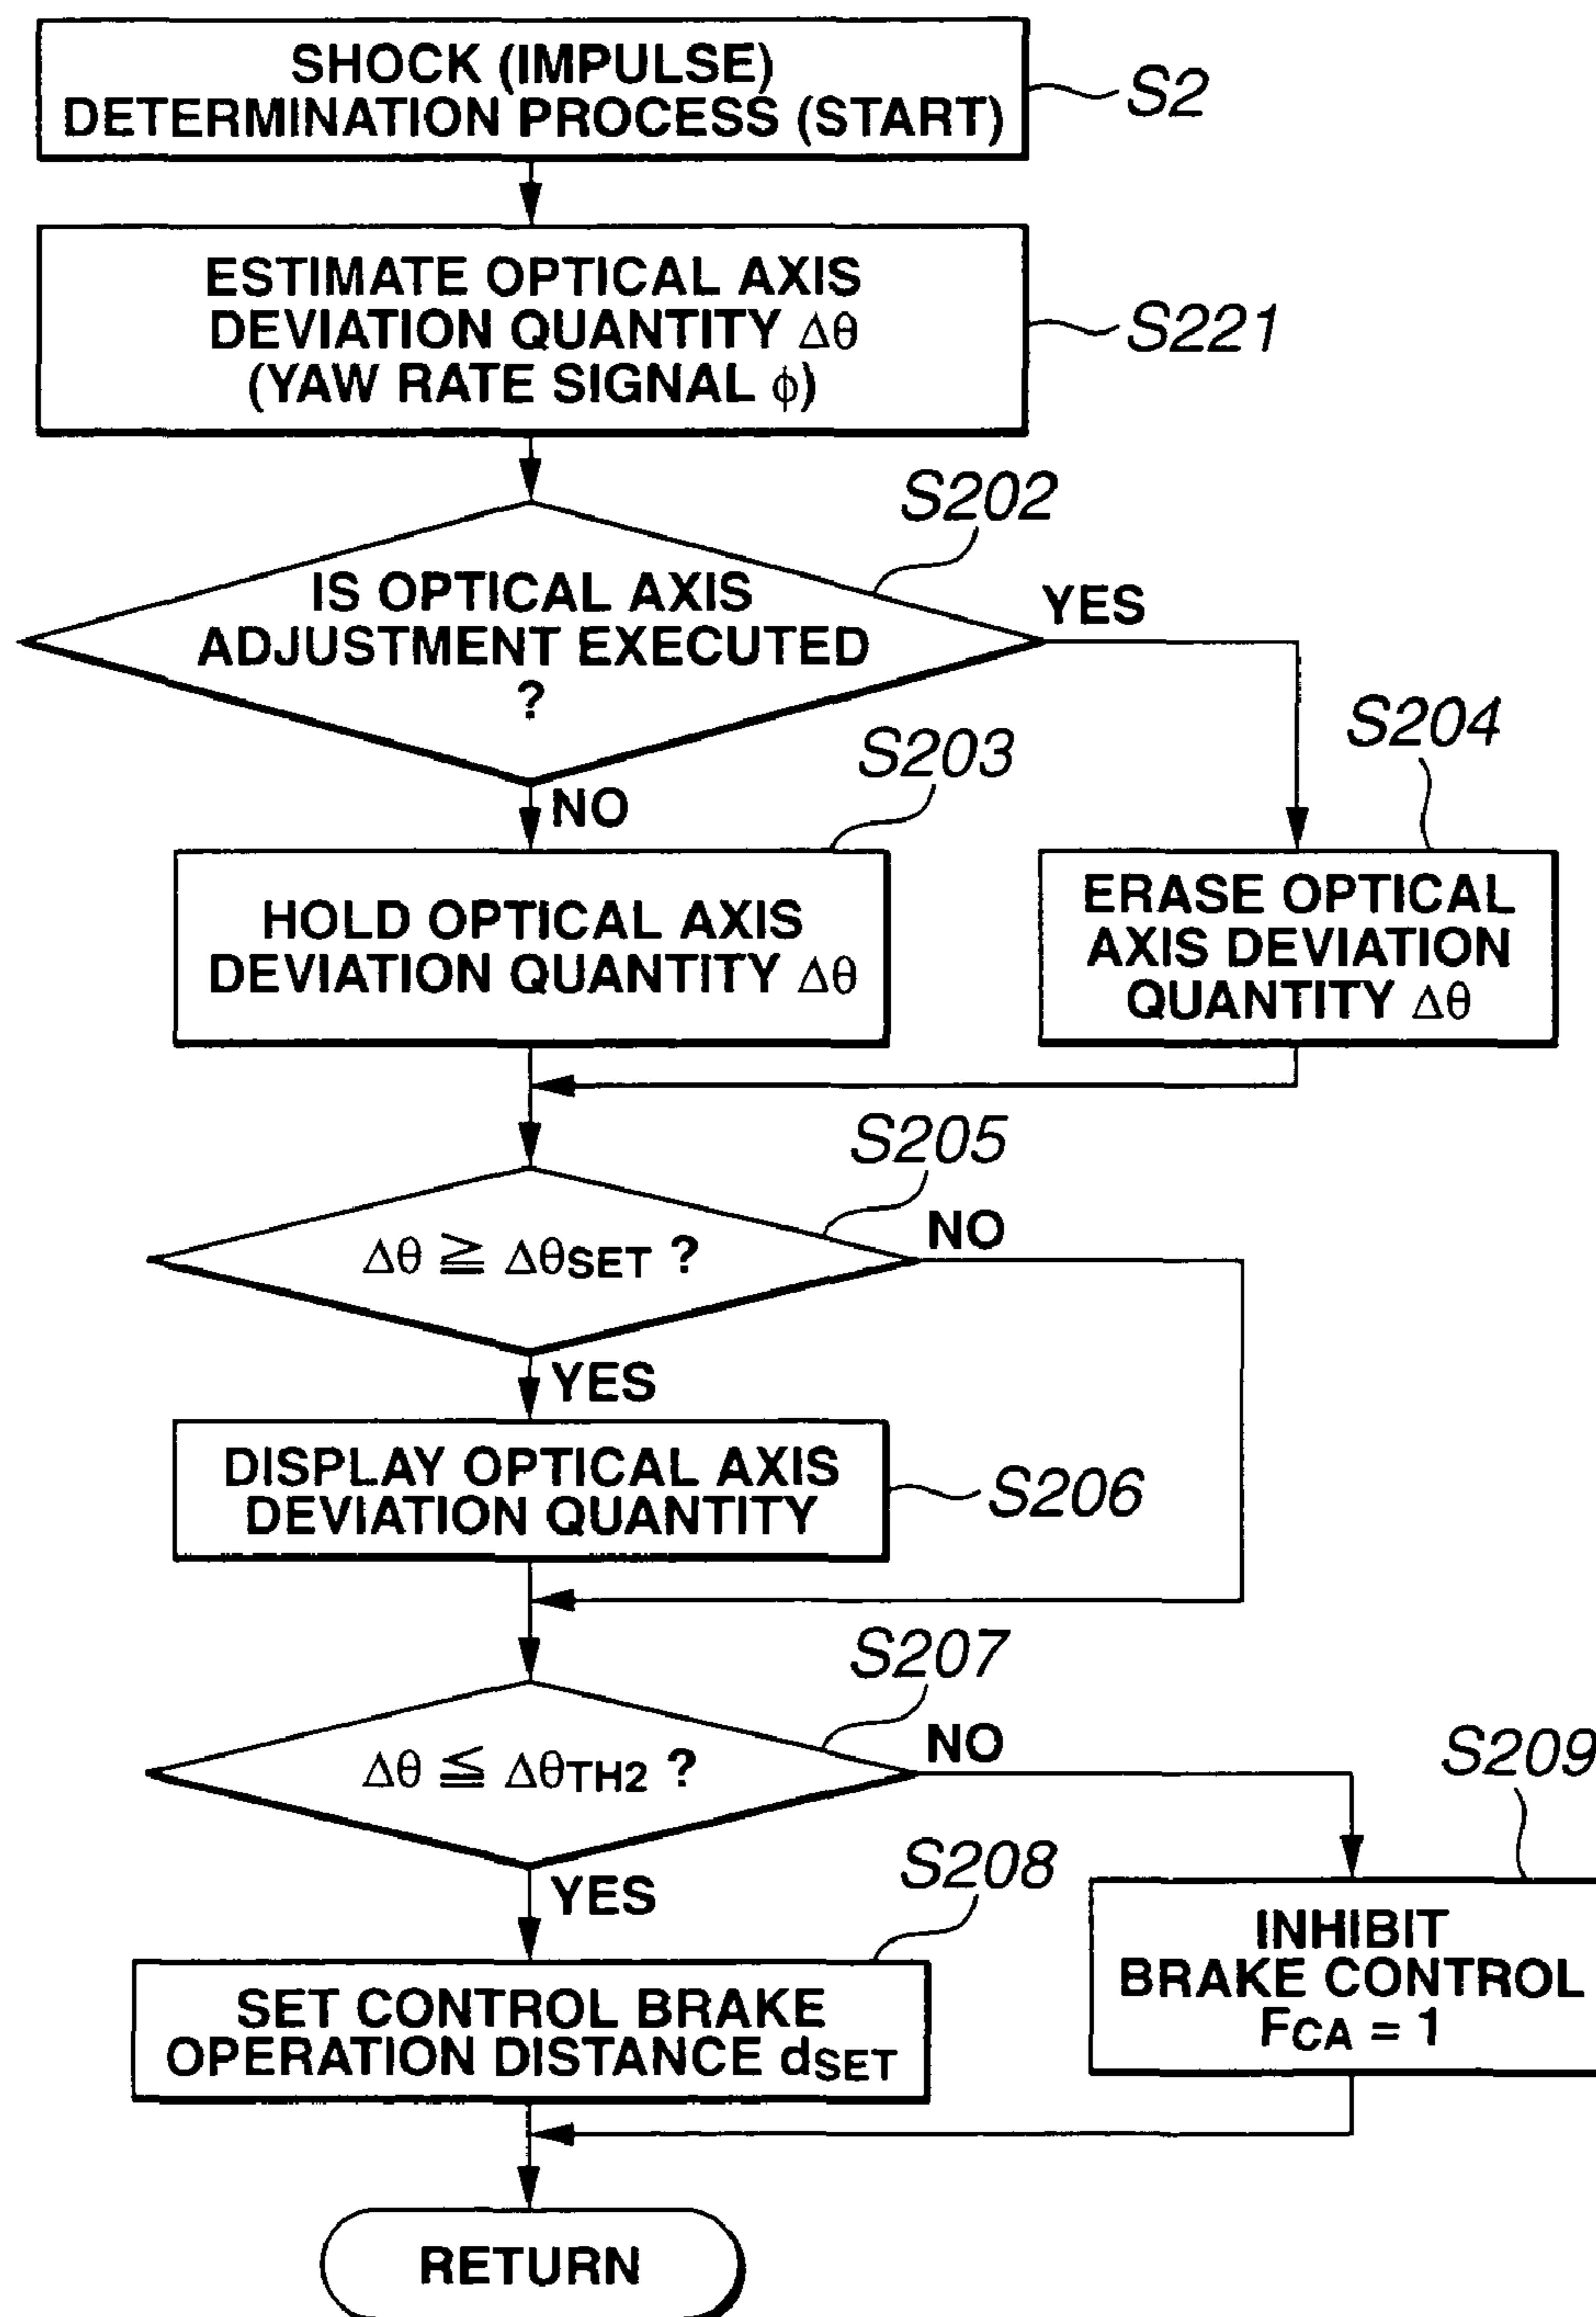 SHOCK (IMPULSE)
DETERMINATION PROCESS (START)
S2
ESTIMATE OPTICAL AXIS
DEVIATION QUANTITY Δθ
(YAW RATE SIGNAL ϕ)
S221
S202
IS OPTICAL AXIS
ADJUSTMENT EXECUTED
?
YES
NO
S203
S204
HOLD OPTICAL AXIS
DEVIATION QUANTITY Δθ
ERASE OPTICAL
AXIS DEVIATION
QUANTITY Δθ
S205
Δθ ≧ ΔθSET ?
NO
YES
DISPLAY OPTICAL AXIS
DEVIATION QUANTITY
S206
S207
Δθ ≦ ΔθTH2 ?
NO
YES
S209
S208
SET CONTROL BRAKE
OPERATION DISTANCE dSET
INHIBIT
BRAKE CONTROL
FCA = 1
RETURN